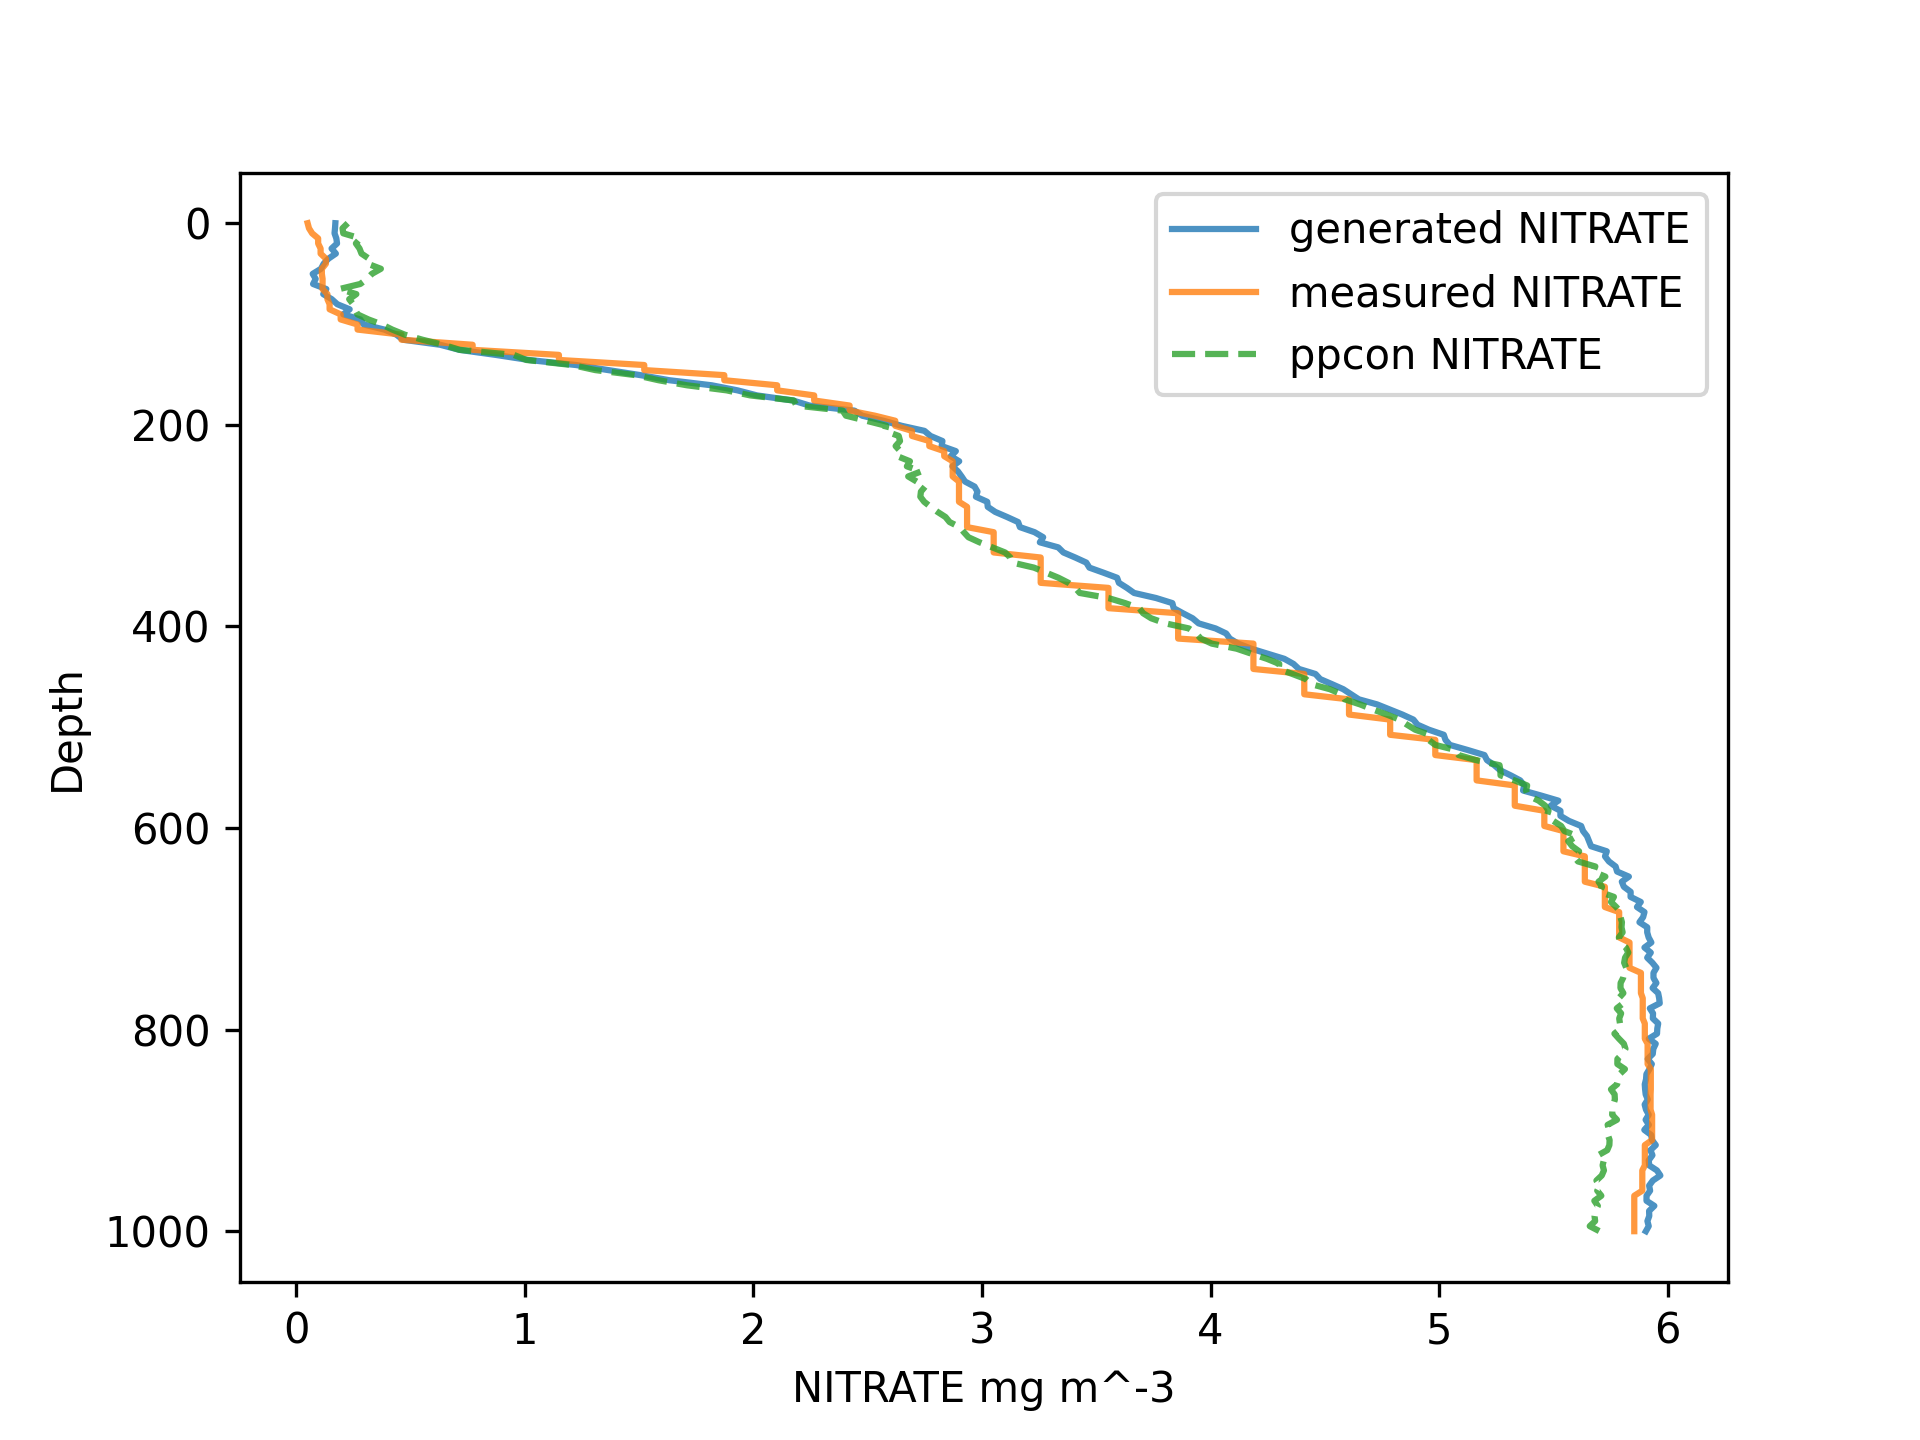 generated NITRATE
measured NITRATE
ppcon NITRATE
0
200
400
600
800
1000
Depth
0 1 2 3 4 5 6
NITRATE mg m^-3